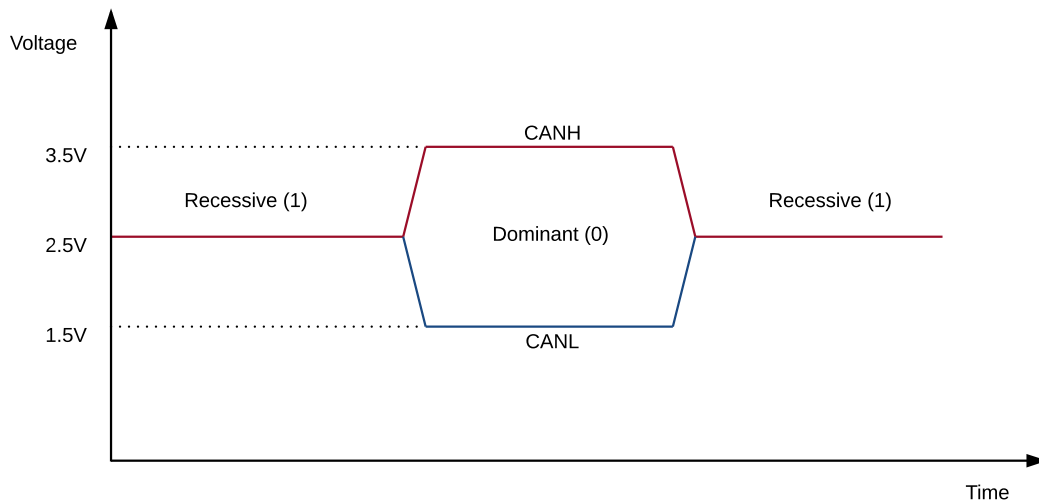 Voltage
CANH
3.5V
Recessive (1)
Recessive (1)
Dominant (0)
2.5V
1.5V
CANL
Time